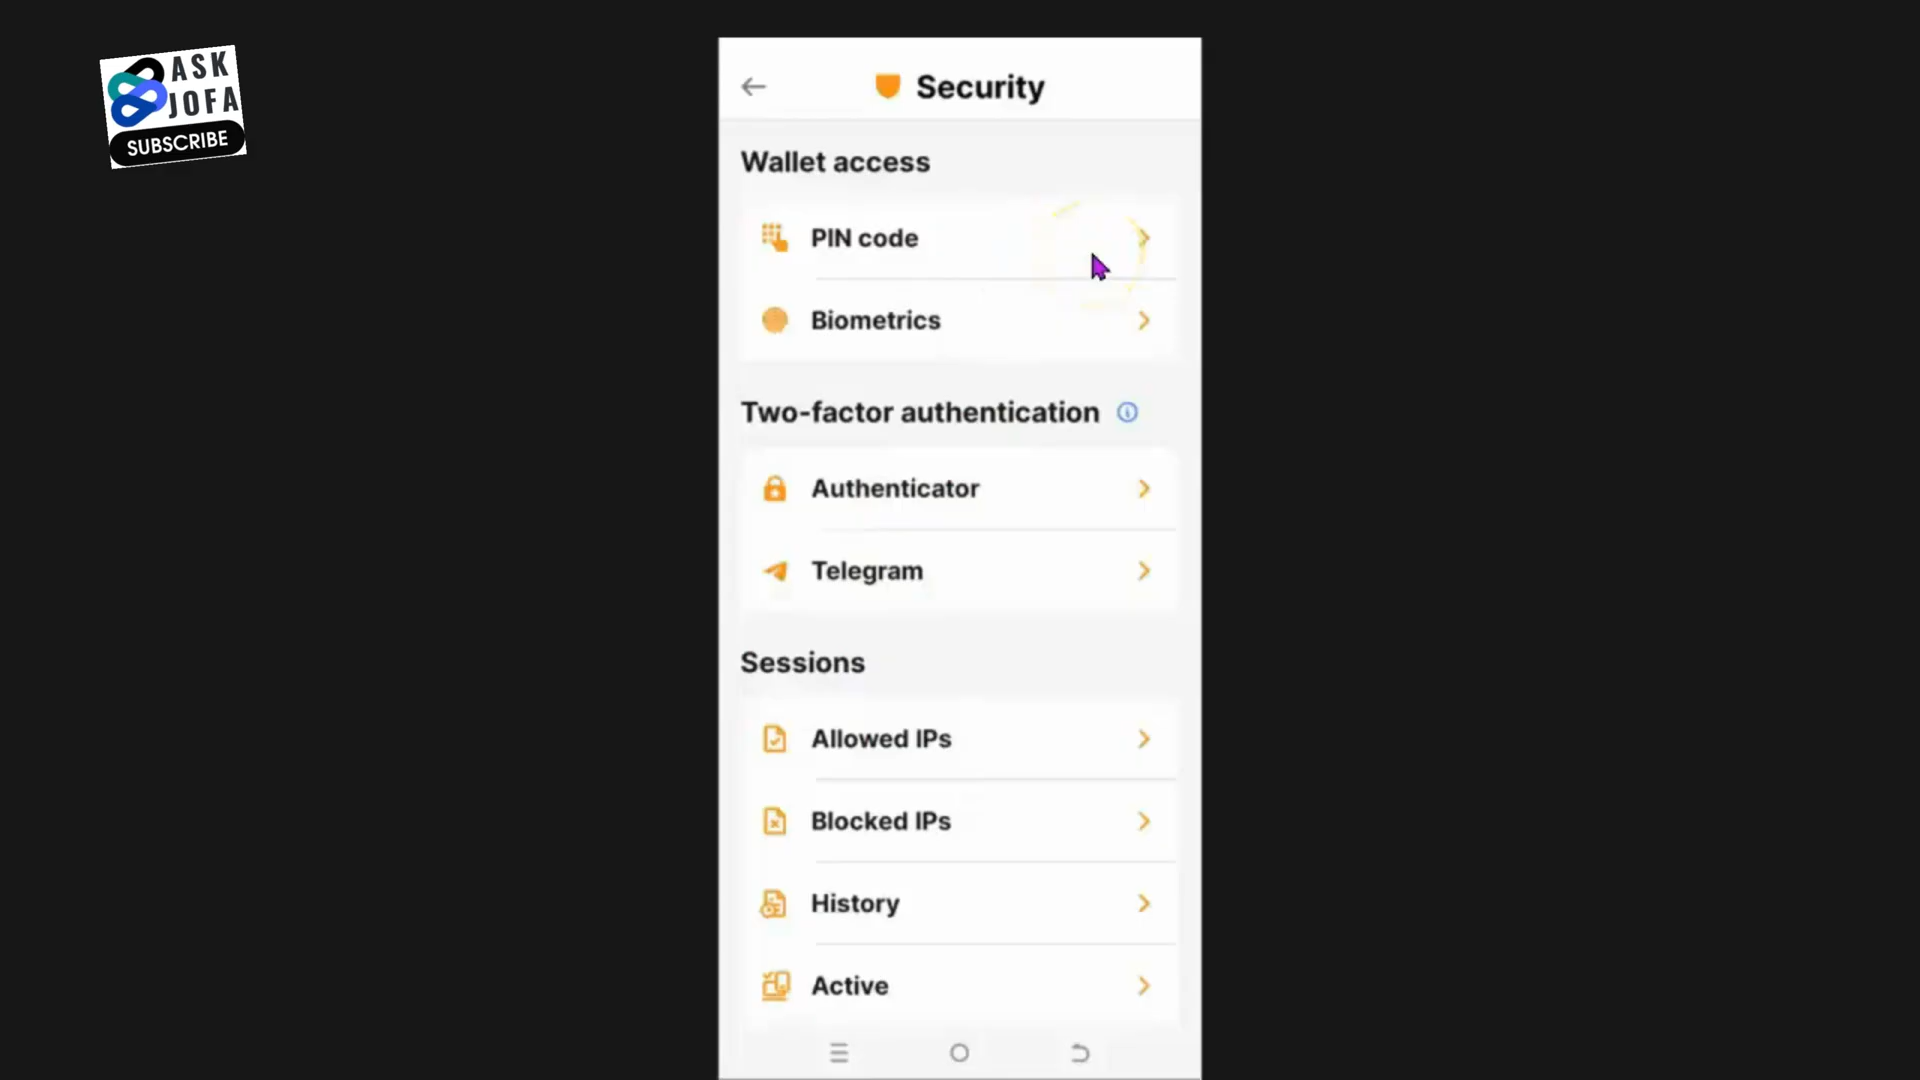 ASK
JOFA
SUBSCRIBE
Security
Wallet access
PIN code
Biometrics
Two-factor authentication
Authenticator
Telegram
Sessions
Allowed IPs
Blocked IPs
History
Active